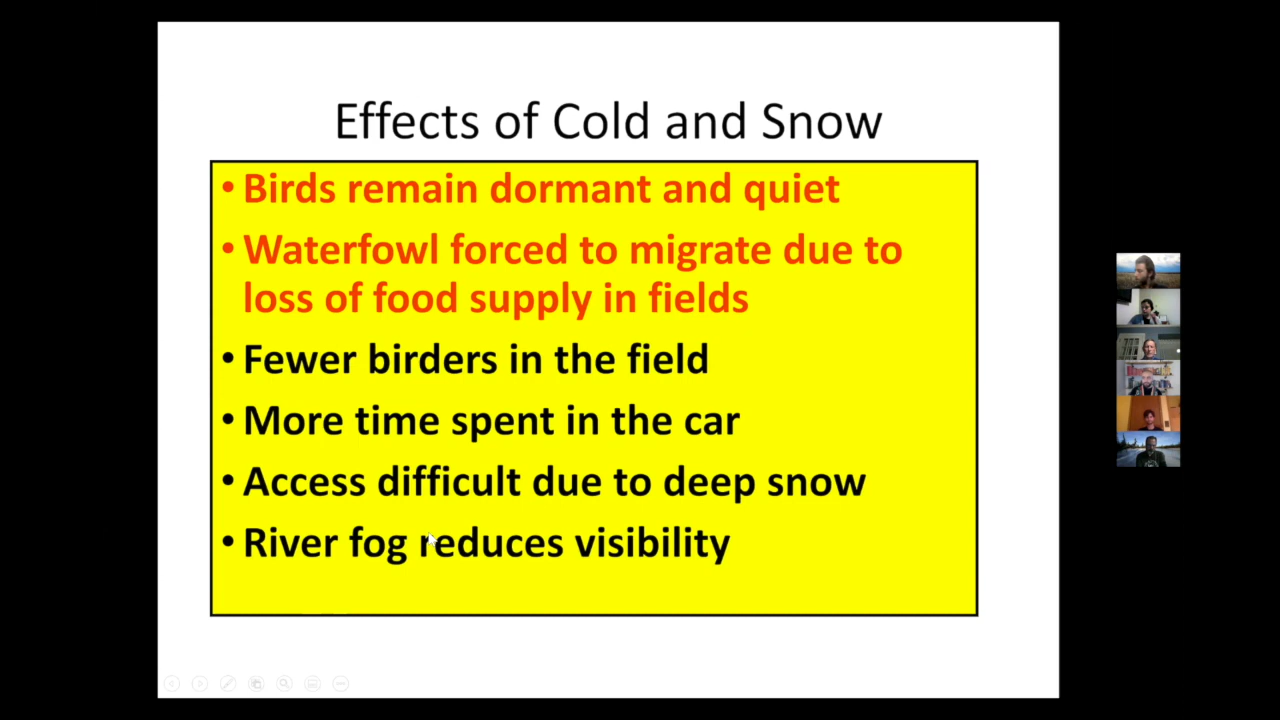 Effects of Cold and Snow
• Birds remain dormant and quiet
• Waterfowl forced to migrate due to
loss of food supply in fields
• Fewer birders in the field
• More time spent in the car
• Access difficult due to deep snow
• River fog reduces visibility